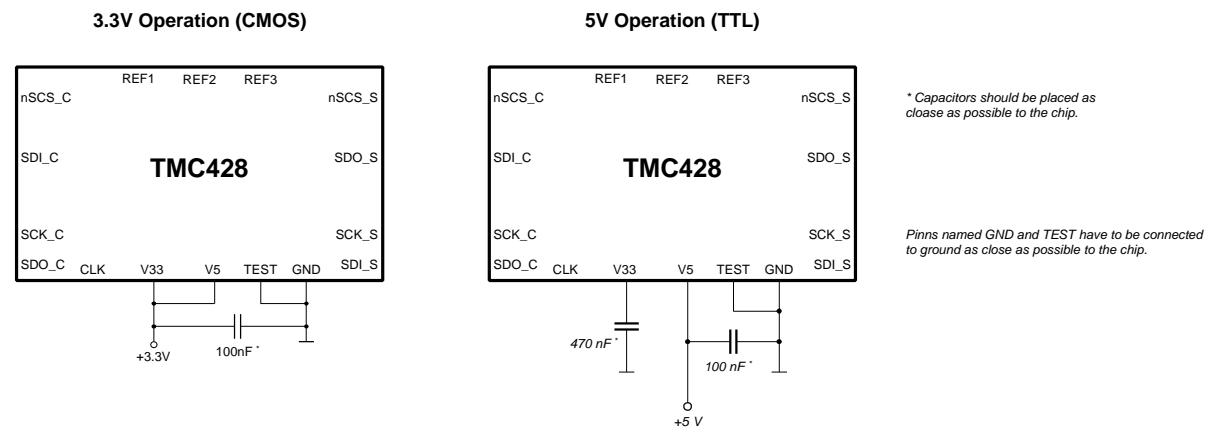 3.3V Operation (CMOS)
REF1 REF2 REF3
nSCS_C nSCS_S
SDI_C SDO_S
TMC428
SCK_C SCK_S
SDO_C CLK V33 V5 TEST GND SDI_S
+3.3V
100nF *
5V Operation (TTL)
REF1 REF2 REF3
nSCS_C nSCS_S
SDI_C SDO_S
TMC428
SCK_C SCK_S
SDO_C CLK V33 V5 TEST GND SDI_S
470 nF *
100 nF *
+5 V
* Capacitors should be placed as
cloase as possible to the chip.
Pinns named GND and TEST have to be connected
to ground as close as possible to the chip.